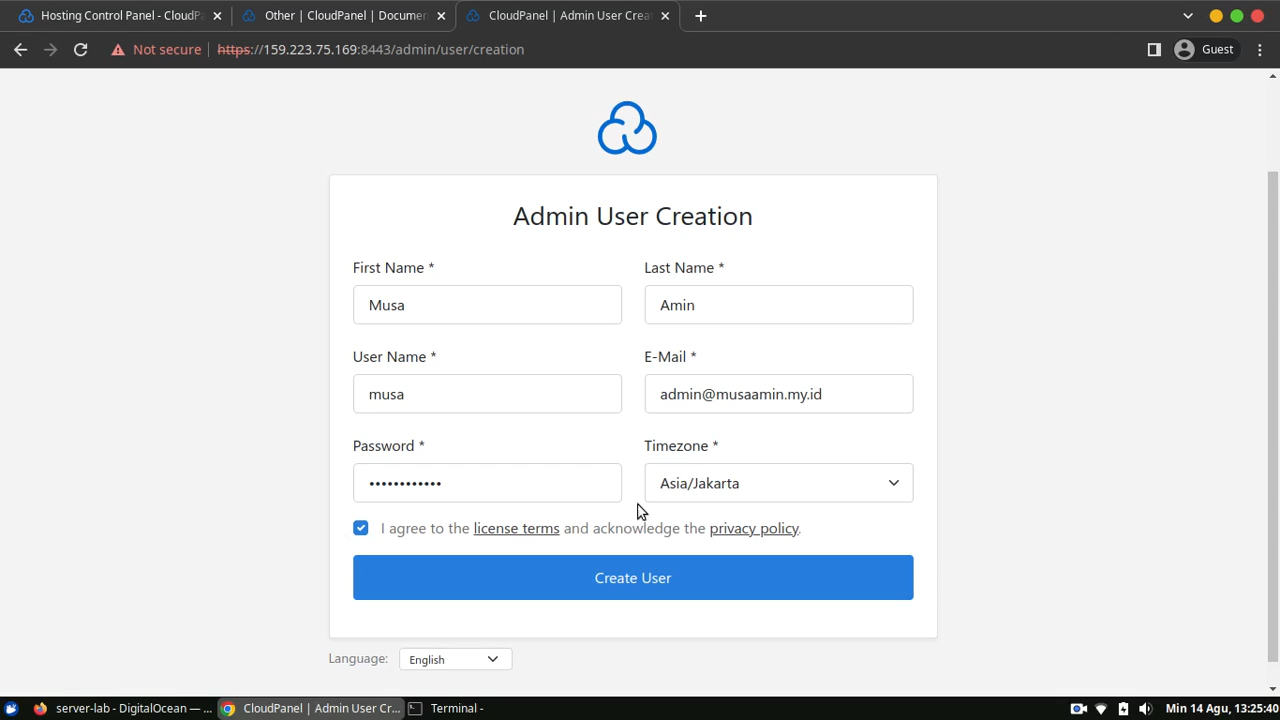 Hosting Control Panel - CloudPa
Other | CloudPanel | Documen
CloudPanel | Admin User Creat
Not secure
https://159.223.75.169:8443/admin/user/creation
Guest
Admin User Creation
First Name *
Last Name *
Musa
Amin
User Name *
E-Mail *
musa
admin@musaamin.my.id
Password *
Timezone *
••••••••••••
Asia/Jakarta
I agree to the license terms and acknowledge the privacy policy.
Create User
Language:
English
server-lab - DigitalOcean — ...
CloudPanel | Admin User Cr...
Terminal -
Min 14 Agu, 13:25:40